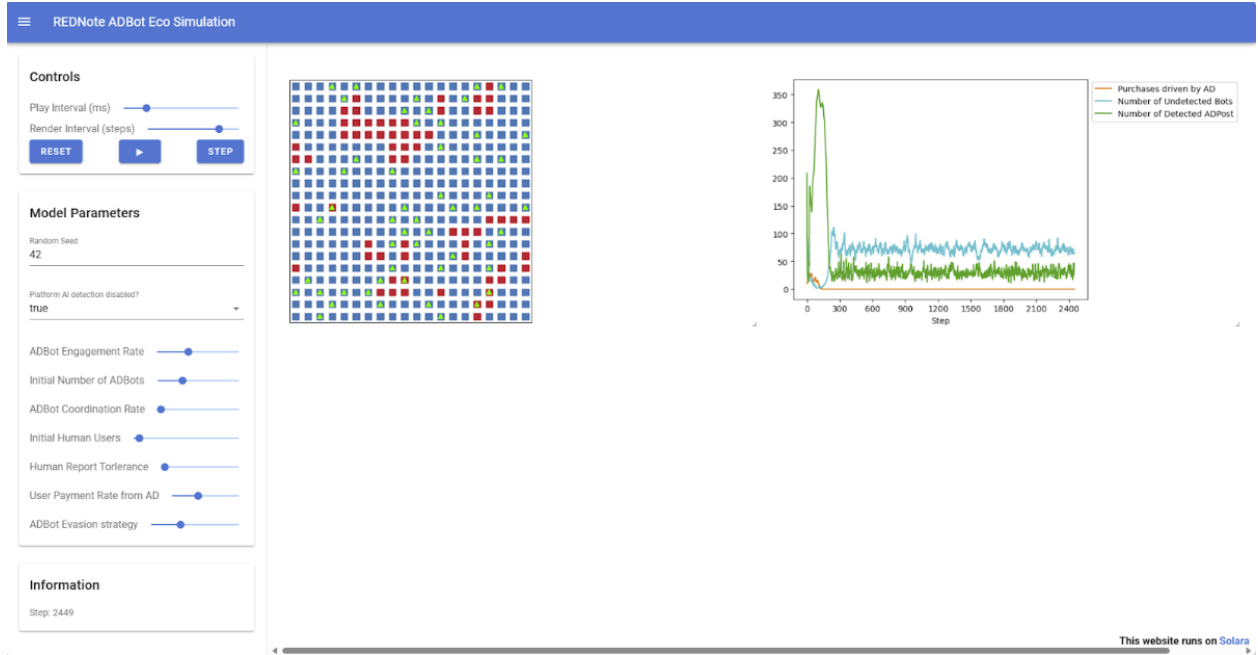 REDNote ADBot Eco Simulation
Controls
Play Interval (ms)
Render Interval (steps)
RESET
STEP
Model Parameters
Random Seed
42
Platform AI detection disabled?
true
ADBot Engagement Rate
Initial Number of ADBots
ADBot Coordination Rate
Initial Human Users
Human Report Torlerance
User Payment Rate from AD
ADBot Evasion strategy
Information
Step: 2449
Purchases driven by AD
Number of Undetected Bots
Number of Detected ADPost
350
300
250
200
150
100
50
0
0 300 600 900 1200 1500 1800 2100 2400
Step
This website runs on Solara